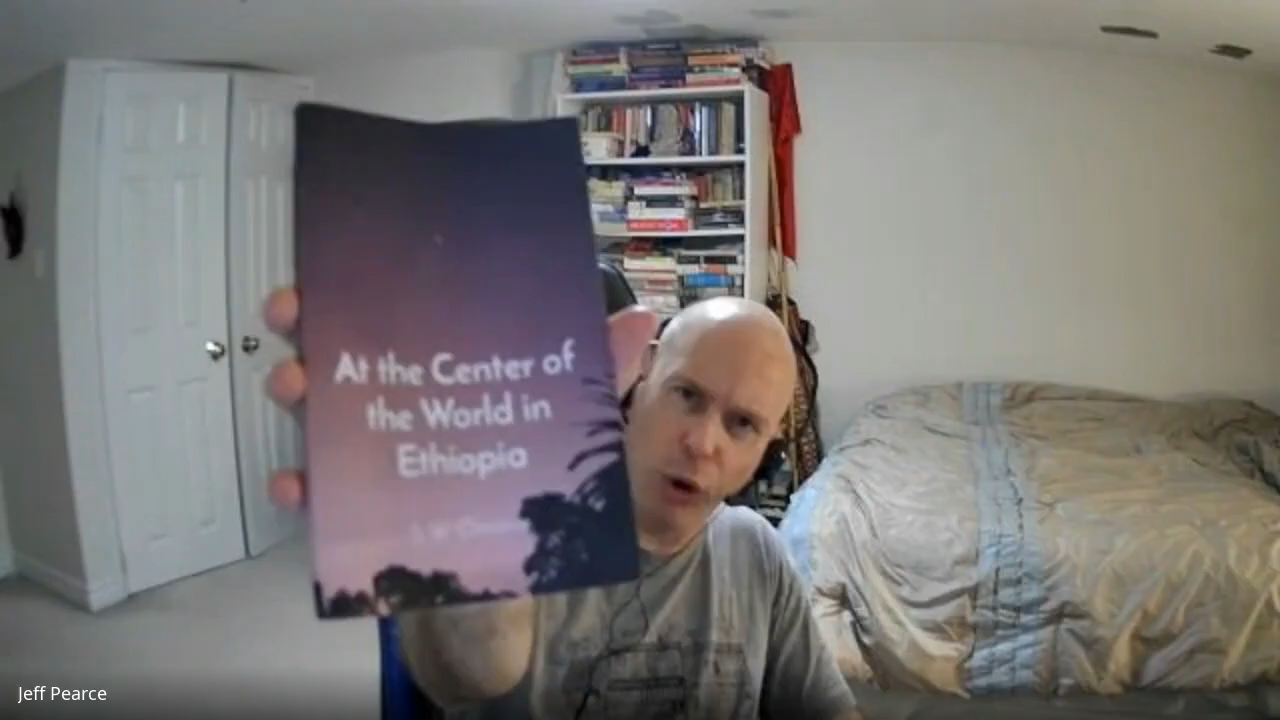 At the Center of
the World in
Ethiopia
Jeff Pearce